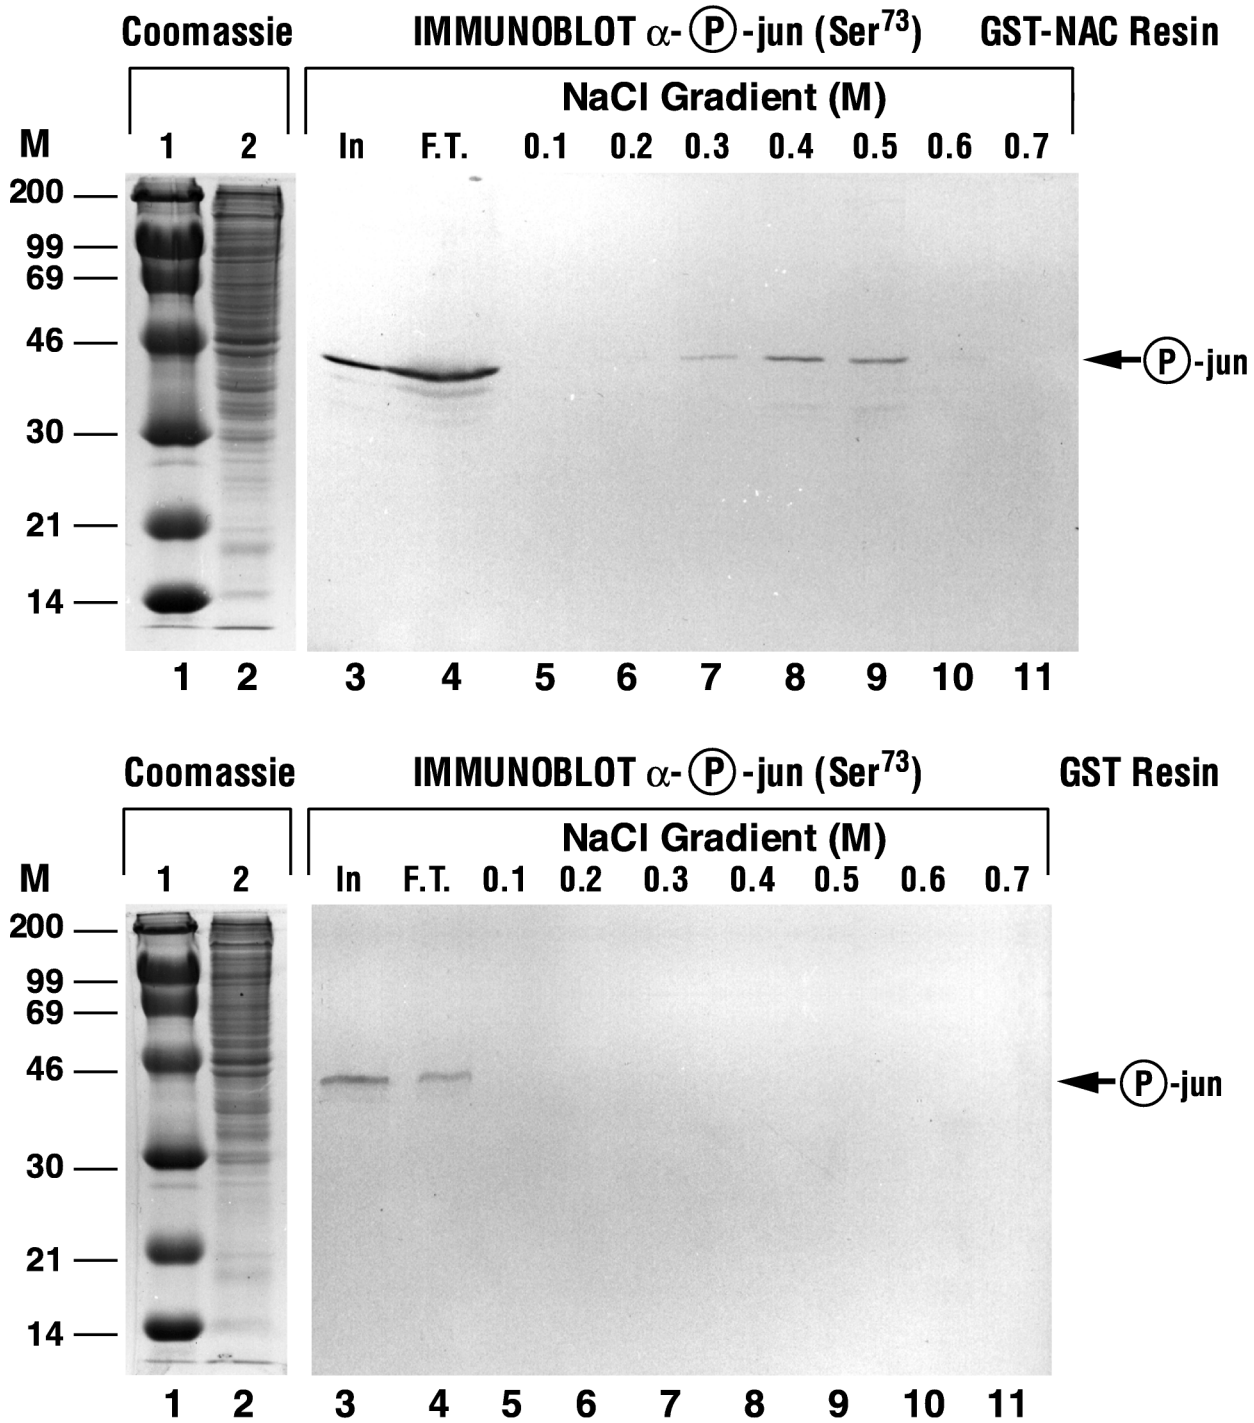 Coomassie IMMUNOBLOT α-Ⓟ-jun (Ser73) GST-NAC Resin
NaCl Gradient (M)
M 1 2 In F.T. 0.1 0.2 0.3 0.4 0.5 0.6 0.7
200
99
69
46
Ⓟ-jun
30
21
14
1 2 3 4 5 6 7 8 9 10 11
Coomassie IMMUNOBLOT α-Ⓟ-jun (Ser73) GST Resin
NaCl Gradient (M)
M 1 2 In F.T. 0.1 0.2 0.3 0.4 0.5 0.6 0.7
200
99
69
46
Ⓟ-jun
30
21
14
1 2 3 4 5 6 7 8 9 10 11